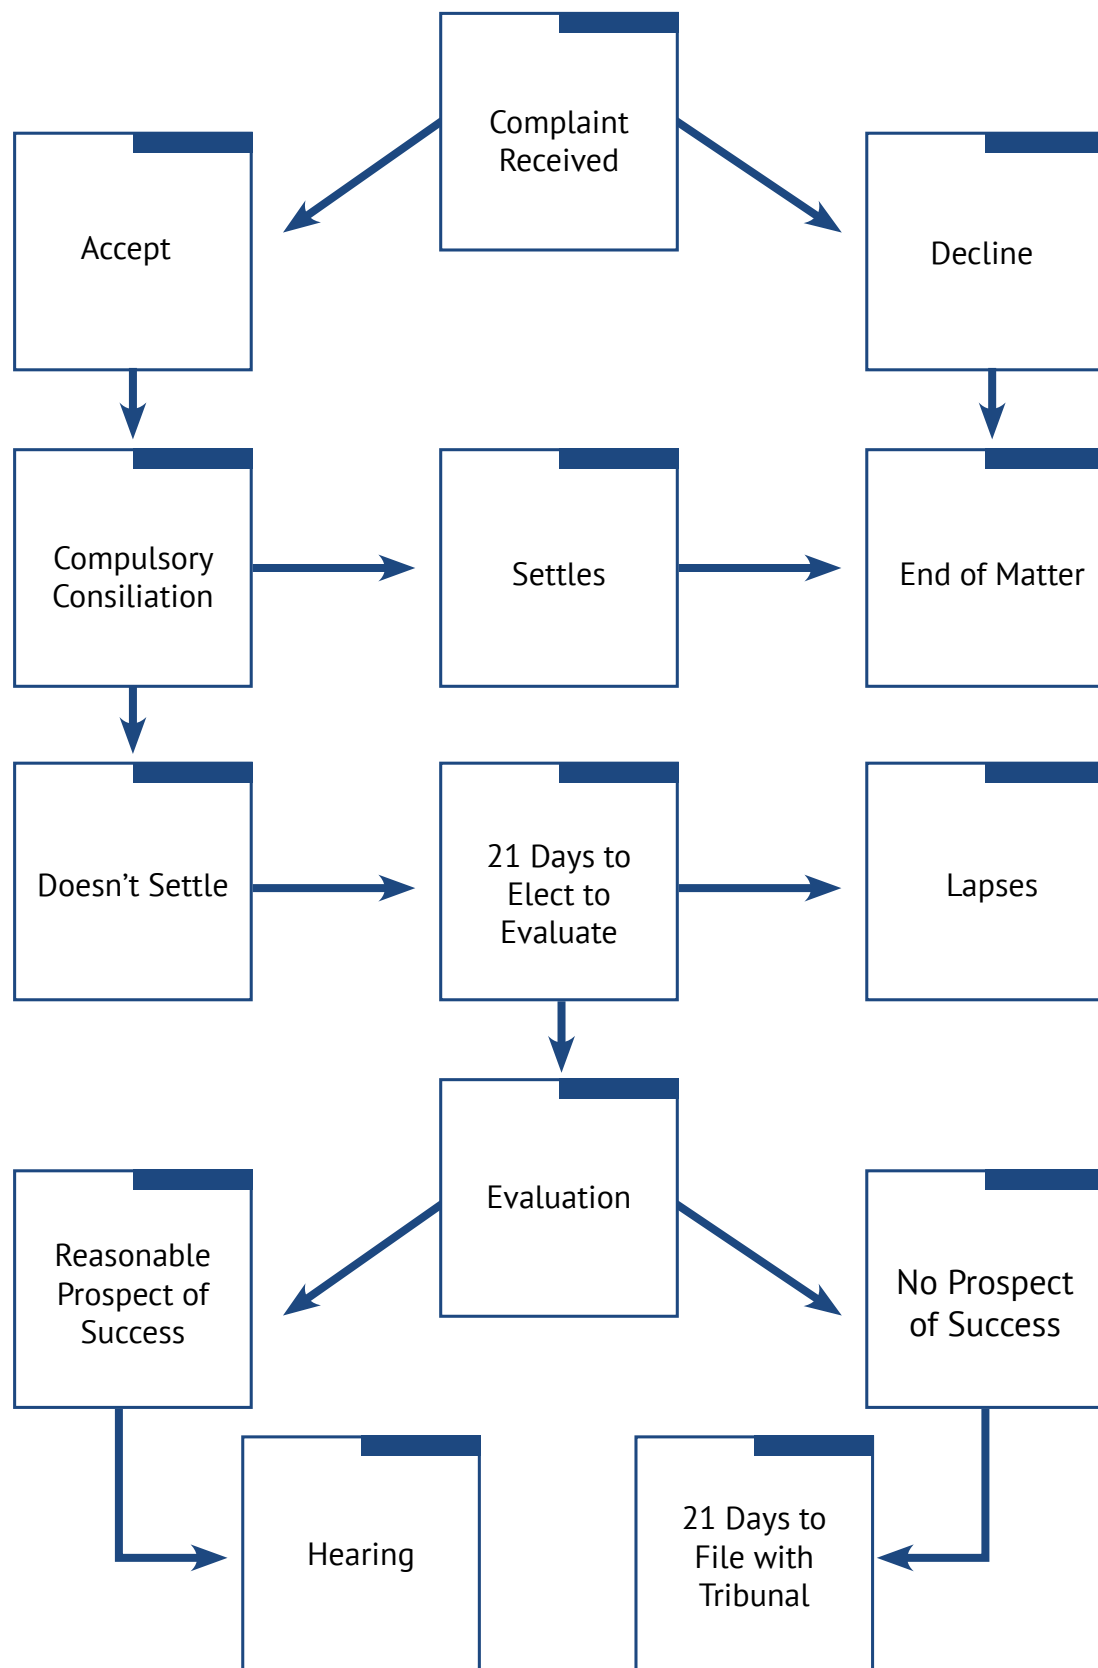 Complaint
Received
Accept
Decline
Compulsory
Consiliation
Settles
End of Matter
Doesn't Settle
21 Days to
Elect to
Evaluate
Lapses
Evaluation
Reasonable
Prospect of
Success
No Prospect
of Success
Hearing
21 Days to
File with
Tribunal